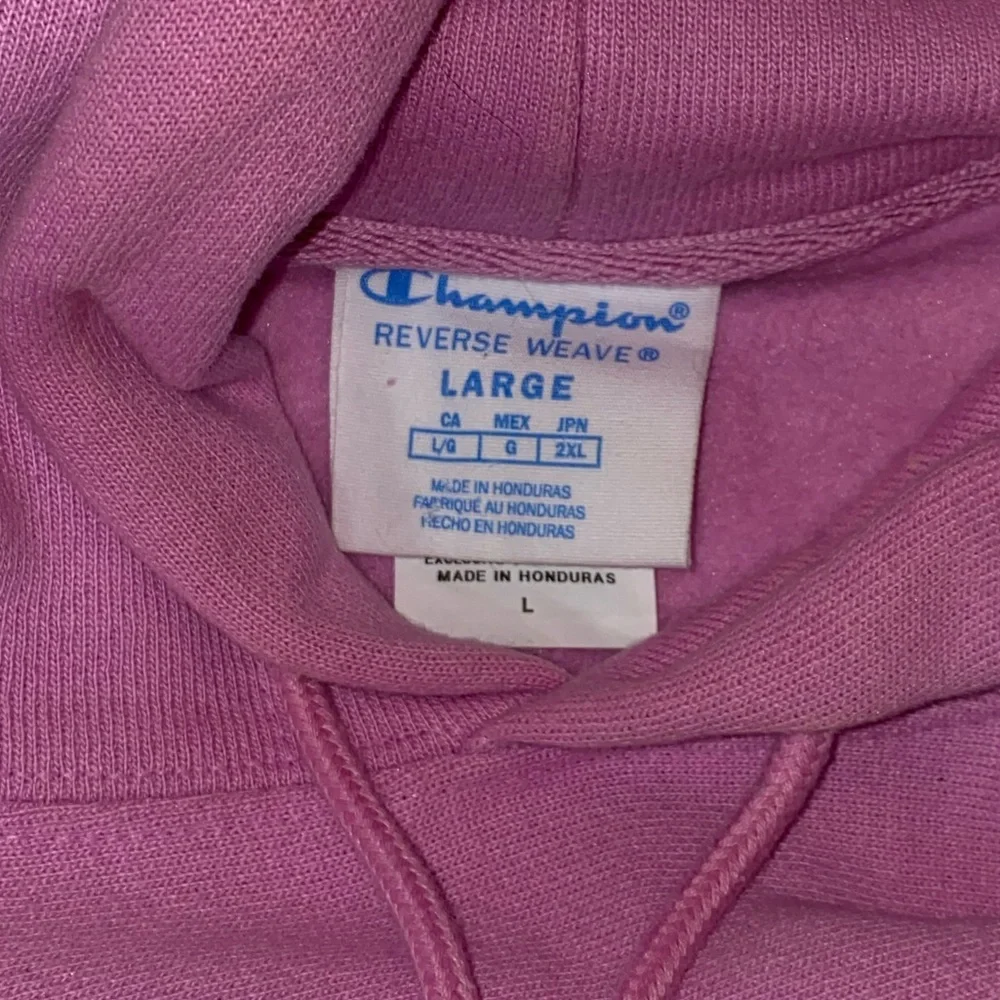 Champion®
REVERSE WEAVE®
LARGE
CA MEX JPN
L/G G 2XL
MADE IN HONDURAS
FABRIQUÉ AU HONDURAS
HECHO EN HONDURAS
MADE IN HONDURAS
L